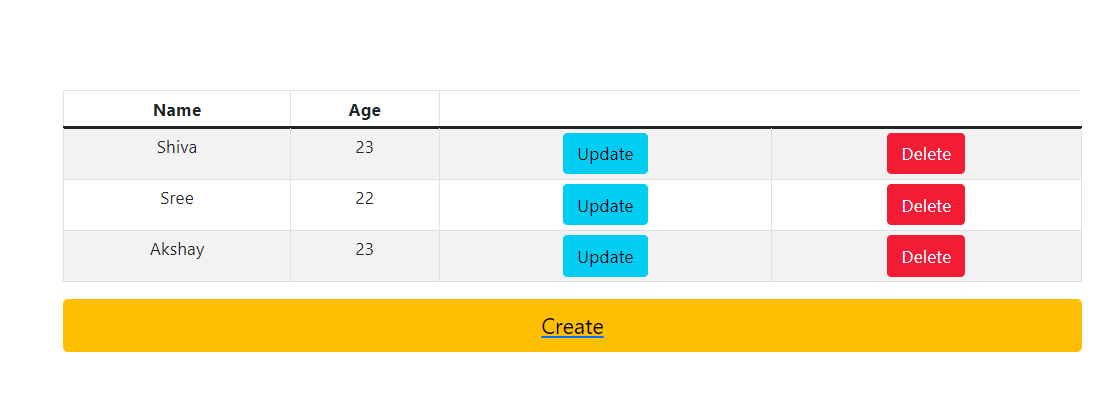 Name Age
Shiva 23 Update Delete
Sree 22 Update Delete
Akshay 23 Update Delete
Create